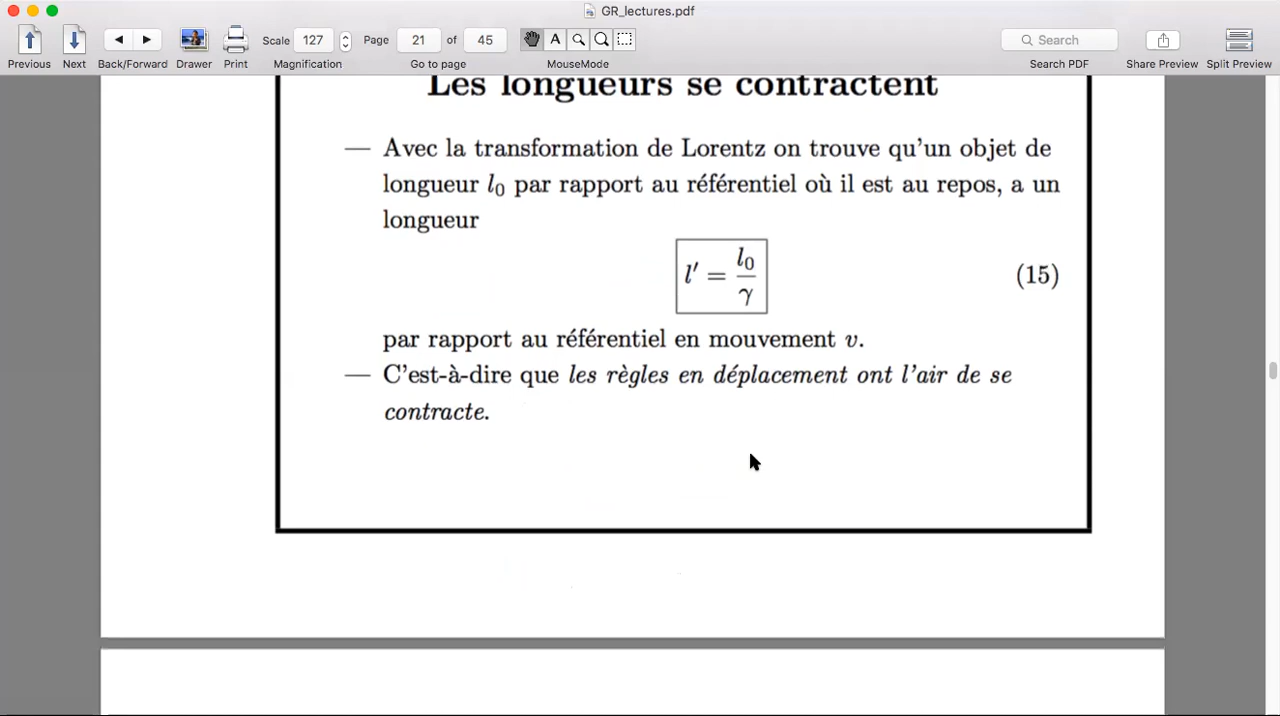 GR_lectures.pdf
Scale 127 Page 21 of 45 Search
Previous Next Back/Forward Drawer Print Magnification Go to page MouseMode Search PDF Share Preview Split Preview
Les longueurs se contractent
— Avec la transformation de Lorentz on trouve qu'un objet de
longueur l₀ par rapport au référentiel où il est au repos, a un
longueur
l′ = l₀/γ (15)
par rapport au référentiel en mouvement v.
— C'est-à-dire que les règles en déplacement ont l'air de se
contracte.